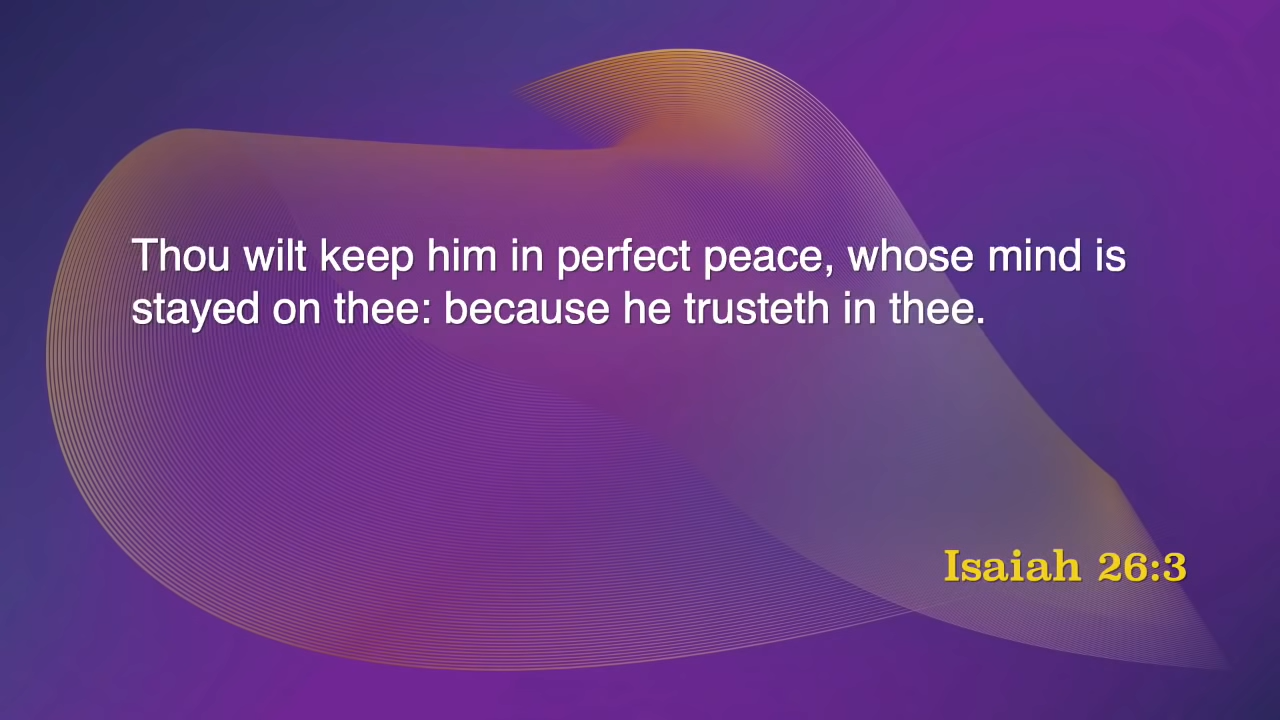 Thou wilt keep him in perfect peace, whose mind is
stayed on thee: because he trusteth in thee.
Isaiah 26:3